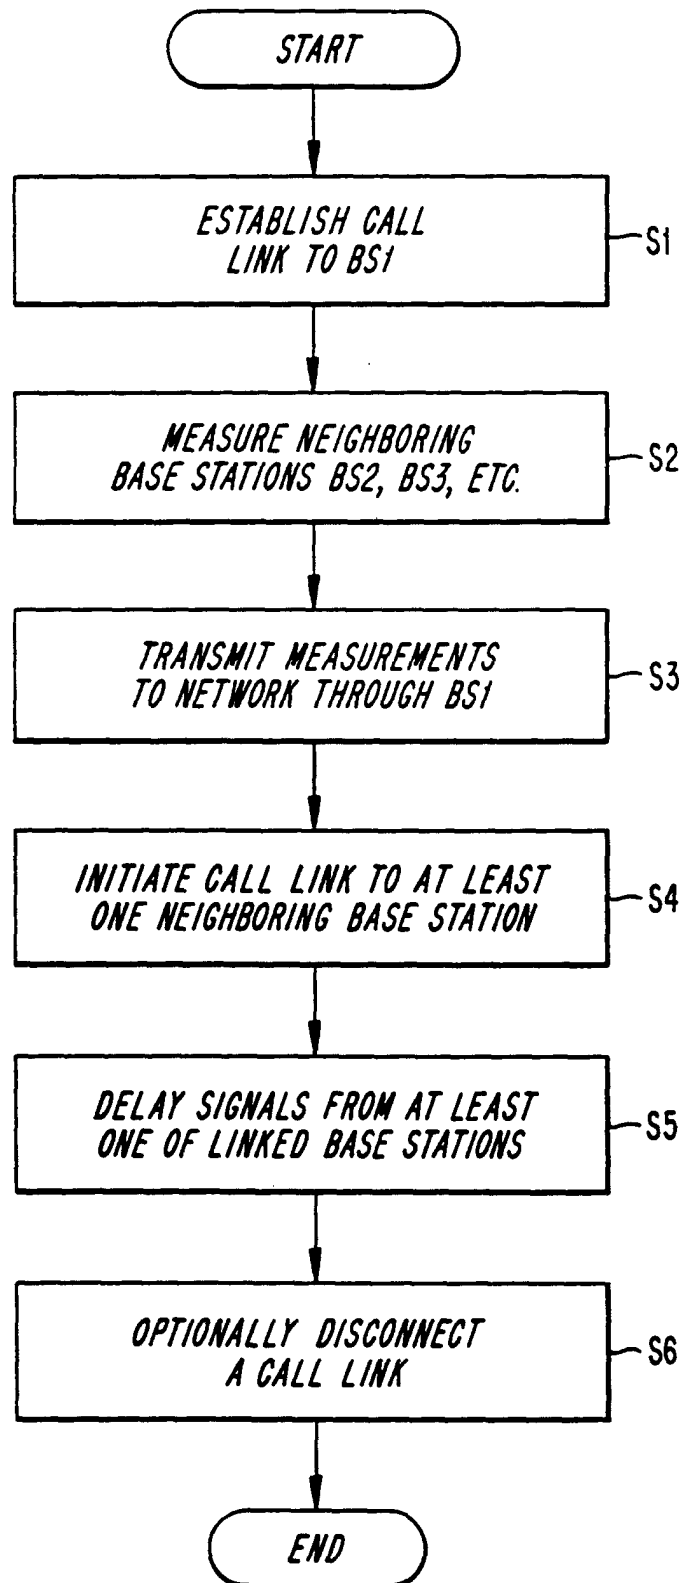 START
ESTABLISH CALL
LINK TO BS1
S1
MEASURE NEIGHBORING
BASE STATIONS BS2, BS3, ETC.
S2
TRANSMIT MEASUREMENTS
TO NETWORK THROUGH BS1
S3
INITIATE CALL LINK TO AT LEAST
ONE NEIGHBORING BASE STATION
S4
DELAY SIGNALS FROM AT LEAST
ONE OF LINKED BASE STATIONS
S5
OPTIONALLY DISCONNECT
A CALL LINK
S6
END